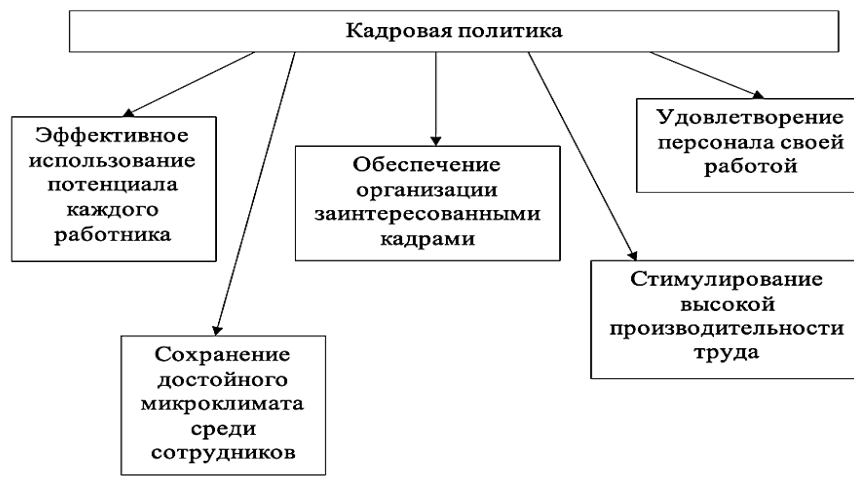 Кадровая политика
Эффективное
использование
потенциала
каждого
работника
Сохранение
достойного
микроклимата
среди
сотрудников
Обеспечение
организации
заинтересованными
кадрами
Стимулирование
высокой
производительности
труда
Удовлетворение
персонала своей
работой